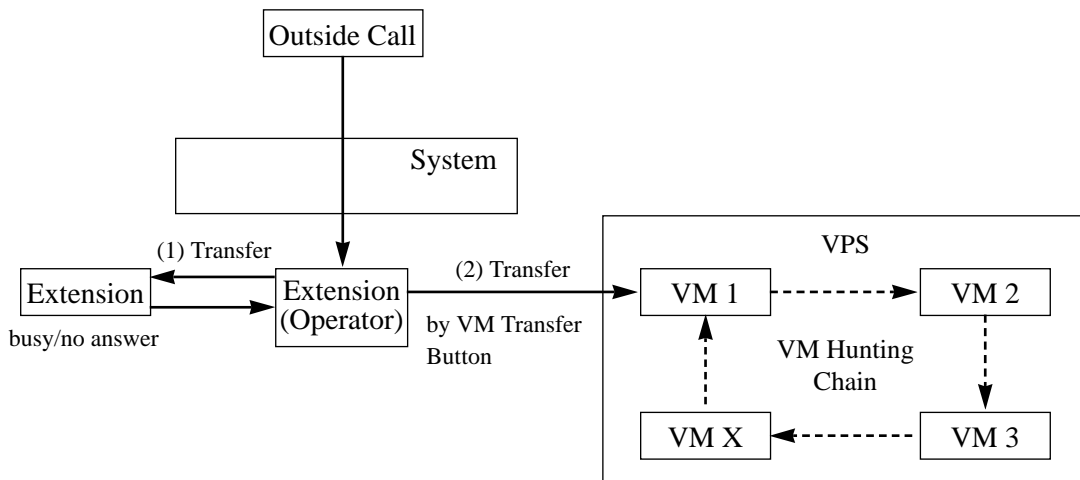 Outside Call
System
(1) Transfer
Extension
busy/no answer
Extension
(Operator)
(2) Transfer
by VM Transfer
Button
VPS
VM 1
VM 2
VM Hunting
Chain
VM X
VM 3